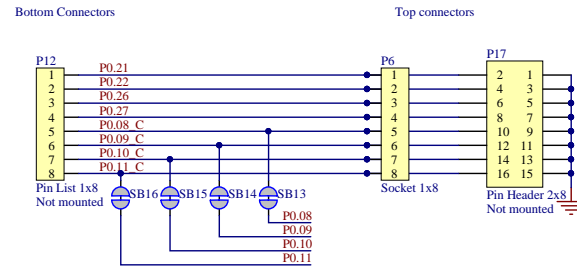 Bottom Connectors
Top connectors
P12
P6
P17
1 P0.21 1 2 1
2 P0.22 2 4 3
3 P0.26 3 6 5
4 P0.27 4 8 7
5 P0.08_C 5 10 9
6 P0.09_C 6 12 11
7 P0.10_C 7 14 13
8 P0.11_C 8 16 15
Pin List 1x8
Not mounted
SB16 SB15 SB14 SB13
Socket 1x8
Pin Header 2x8
Not mounted
P0.08
P0.09
P0.10
P0.11